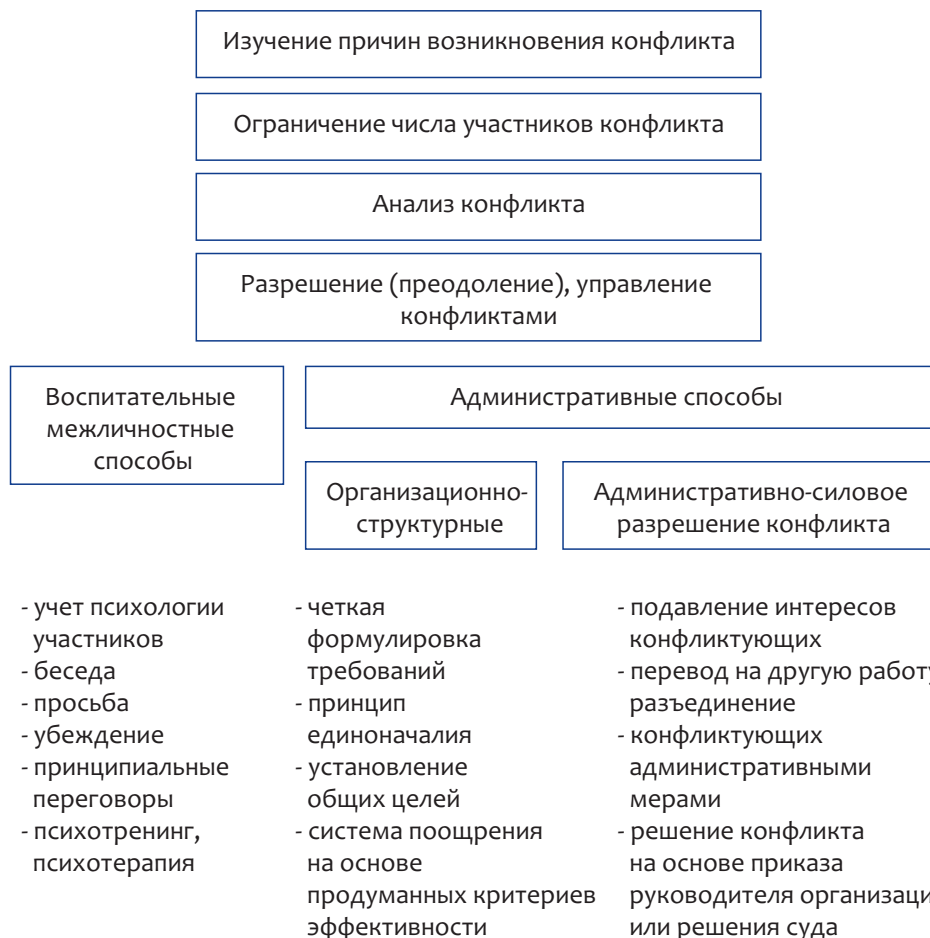 Изучение причин возникновения конфликта
Ограничение числа участников конфликта
Анализ конфликта
Разрешение (преодоление), управление
конфликтами
Воспитательные
межличностные
способы
Административные способы
Организационно-
структурные
Административно-силовое
разрешение конфликта
- учет психологии
участников
- беседа
- просьба
- убеждение
- принципиальные
переговоры
- психотренинг,
психотерапия
- четкая
формулировка
требований
- принцип
единоначалия
- установление
общих целей
- система поощрения
на основе
продуманных критериев
эффективности
- подавление интересов
конфликтующих
- перевод на другую работу
разъединение
- конфликтующих
административными
мерами
- решение конфликта
на основе приказа
руководителя организаци
или решения суда